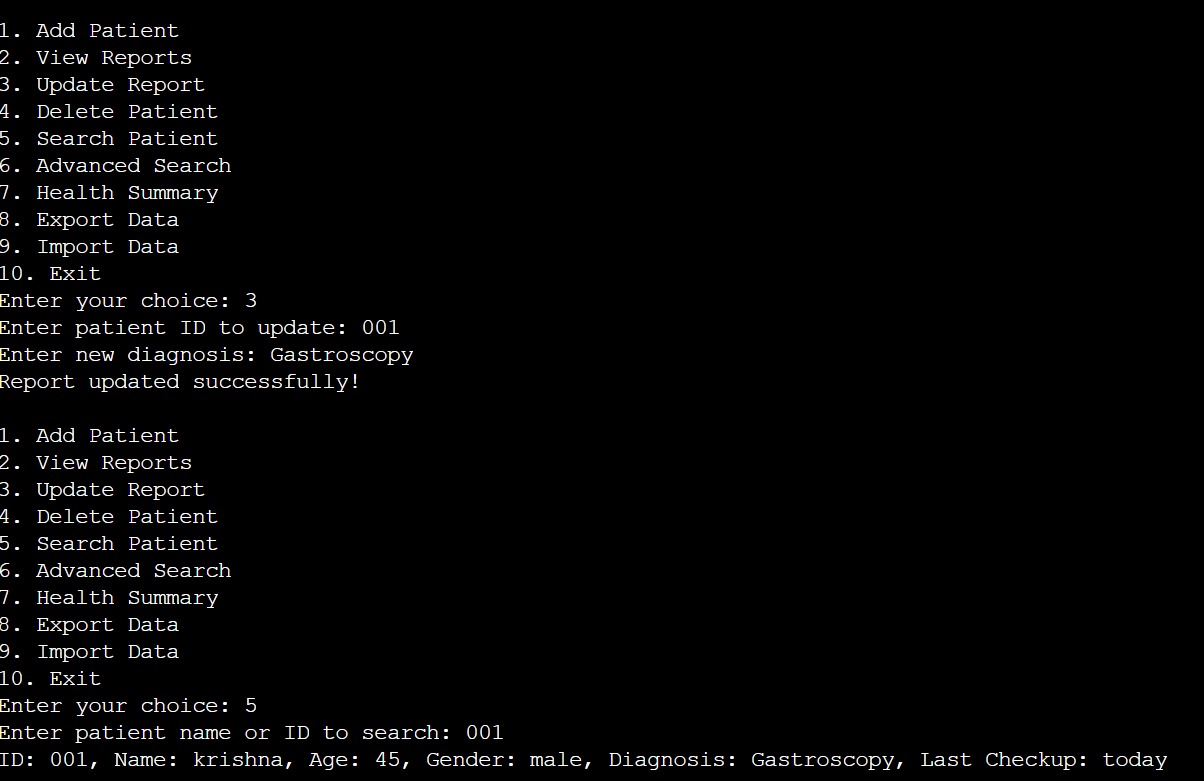 1. Add Patient
2. View Reports
3. Update Report
4. Delete Patient
5. Search Patient
6. Advanced Search
7. Health Summary
8. Export Data
9. Import Data
10. Exit
Enter your choice: 3
Enter patient ID to update: 001
Enter new diagnosis: Gastroscopy
Report updated successfully!
1. Add Patient
2. View Reports
3. Update Report
4. Delete Patient
5. Search Patient
6. Advanced Search
7. Health Summary
8. Export Data
9. Import Data
10. Exit
Enter your choice: 5
Enter patient name or ID to search: 001
ID: 001, Name: krishna, Age: 45, Gender: male, Diagnosis: Gastroscopy, Last Checkup: today